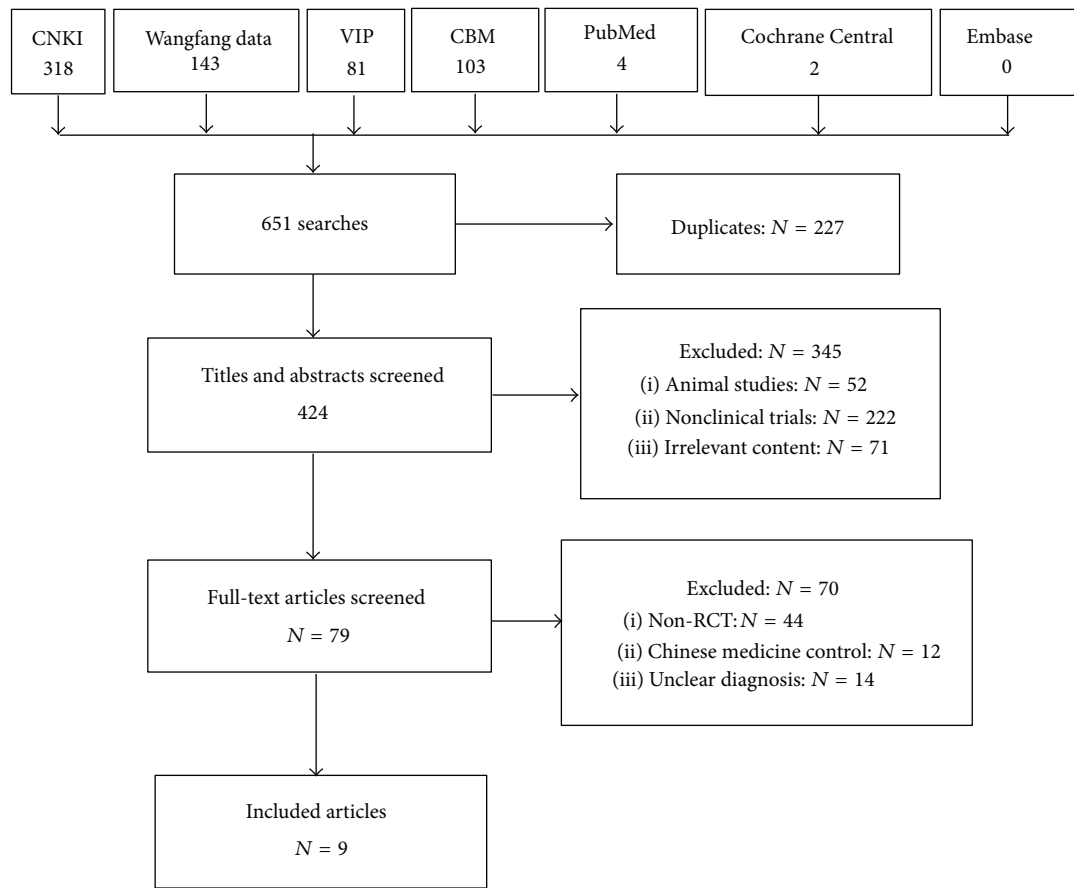 CNKI
318
Wangfang data
143
VIP
81
CBM
103
PubMed
4
Cochrane Central
2
Embase
0
651 searches
Duplicates: N = 227
Titles and abstracts screened
424
Excluded: N = 345
(i) Animal studies: N = 52
(ii) Nonclinical trials: N = 222
(iii) Irrelevant content: N = 71
Full-text articles screened
N = 79
Excluded: N = 70
(i) Non-RCT: N = 44
(ii) Chinese medicine control: N = 12
(iii) Unclear diagnosis: N = 14
Included articles
N = 9